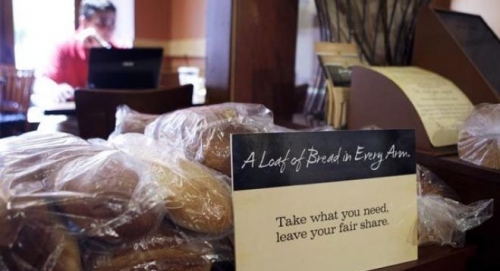 A Loaf of Bread in Every Arm.
Take what you need,
leave your fair share.